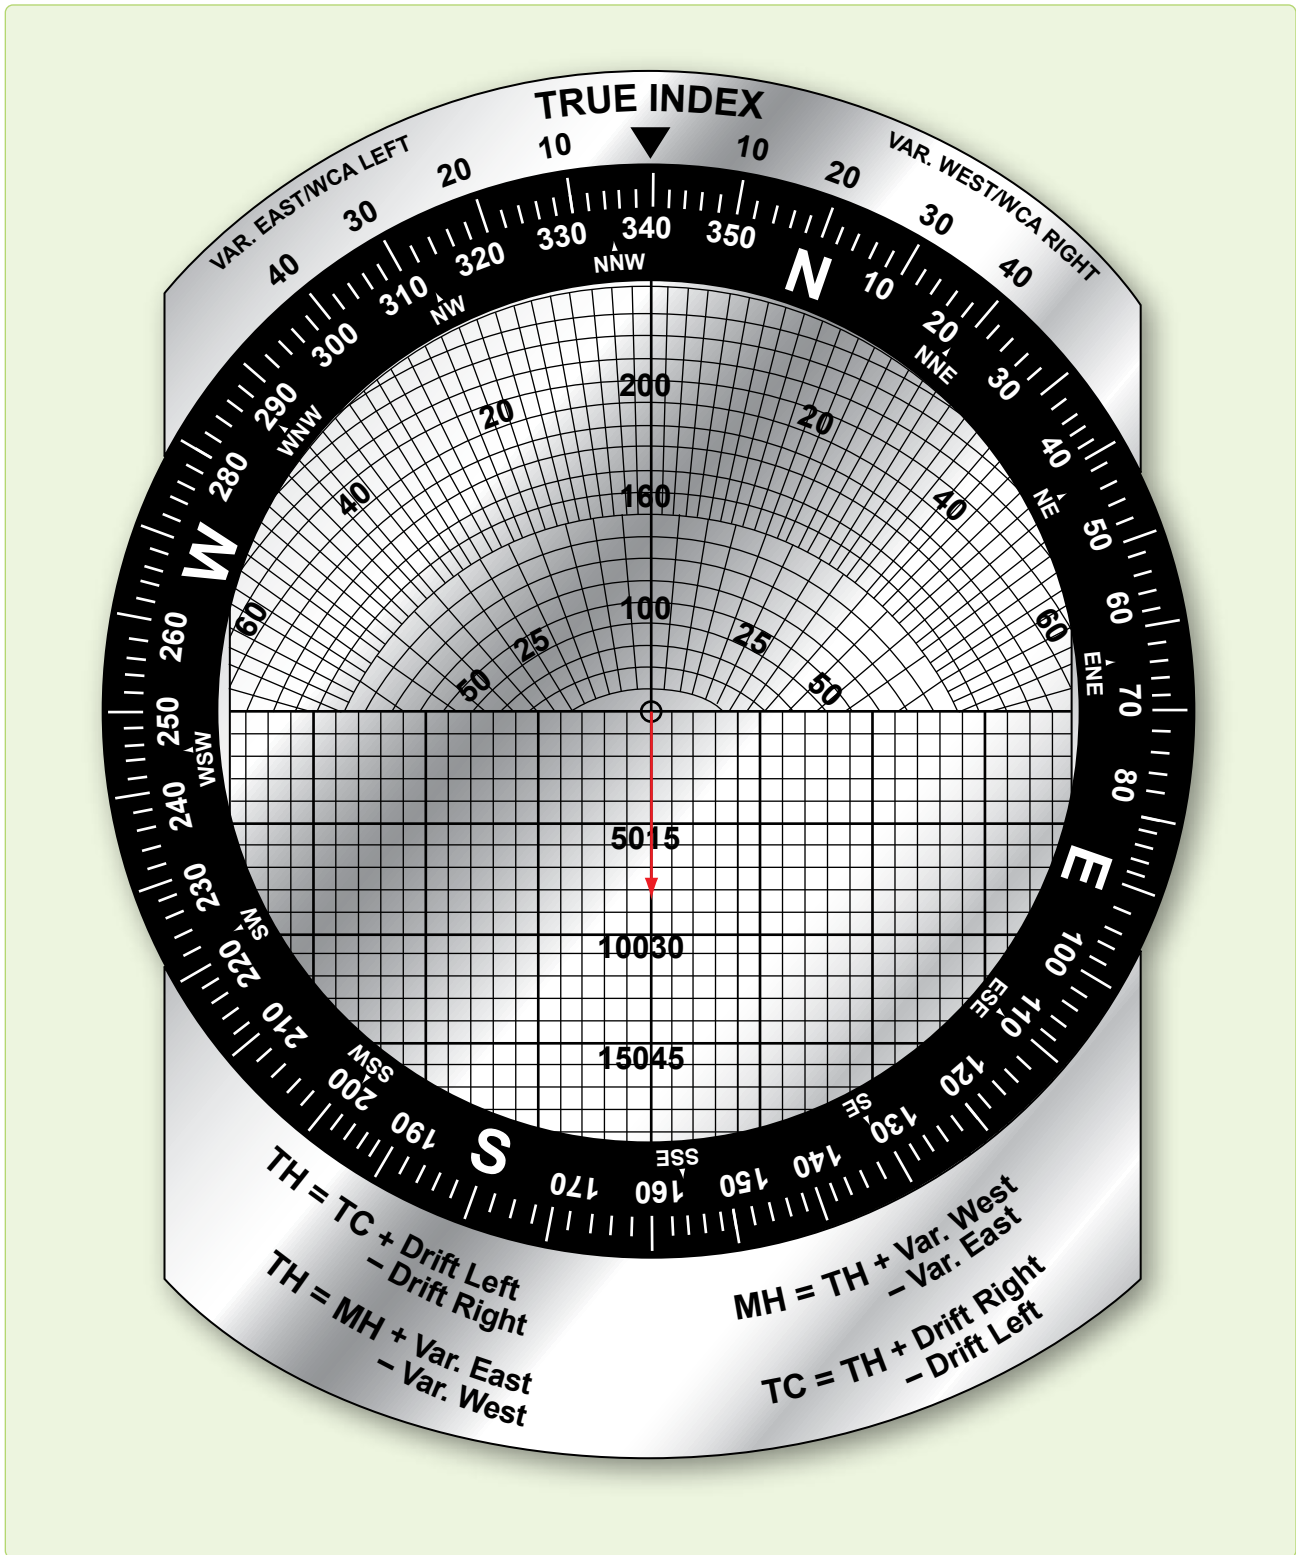 TRUE INDEX
VAR. EAST/WCA LEFT
40 30 20 10
10 20 30 40
VAR. WEST/WCA RIGHT
340
350
N
10
20
NNE
30
40
NE
50
60
ENE
70
80
E
100
ESE
110
120
130
SE
140
150
SSE
160
170
S
190
200
SSW
210
220
SW
230
240
WSW
250
260
W
280
290
WNW
300
310
NW
320
330
NNW
200
20 20
160
40 40
100
60 60
25 25
50 50
5015
10030
15045
TH = TC + Drift Left
– Drift Right
TH = MH + Var. East
– Var. West
MH = TH + Var. West
– Var. East
TC = TH + Drift Right
– Drift Left